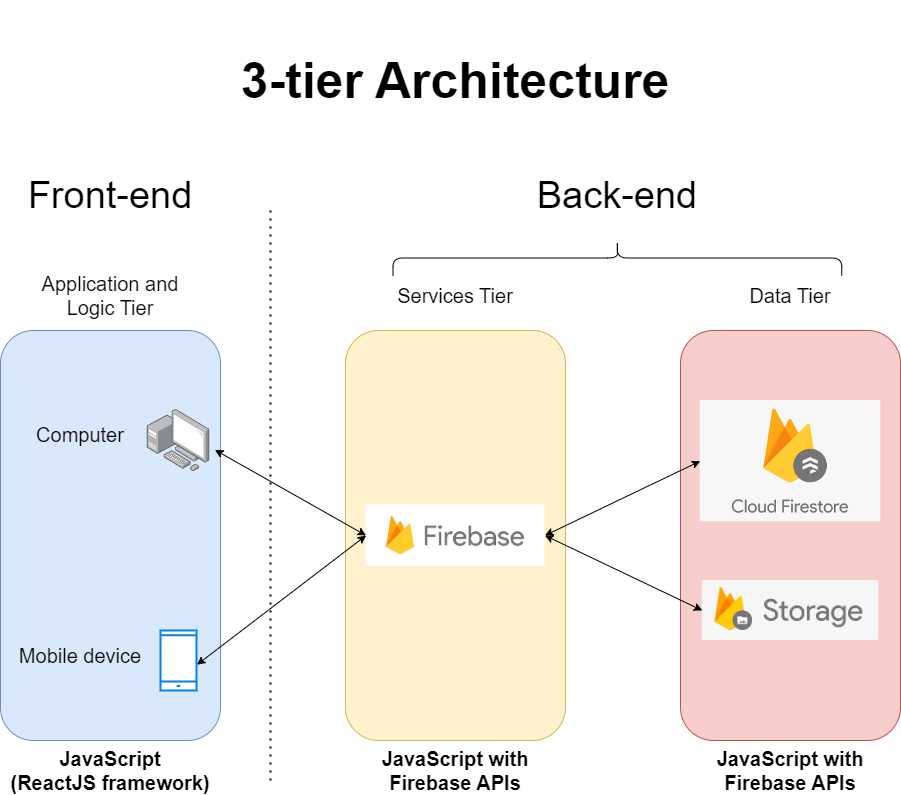 3-tier Architecture
Front-end
Back-end
Application and
Logic Tier
Services Tier
Data Tier
Computer
Mobile device
Firebase
Cloud Firestore
Storage
JavaScript
(ReactJS framework)
JavaScript with
Firebase APIs
JavaScript with
Firebase APIs